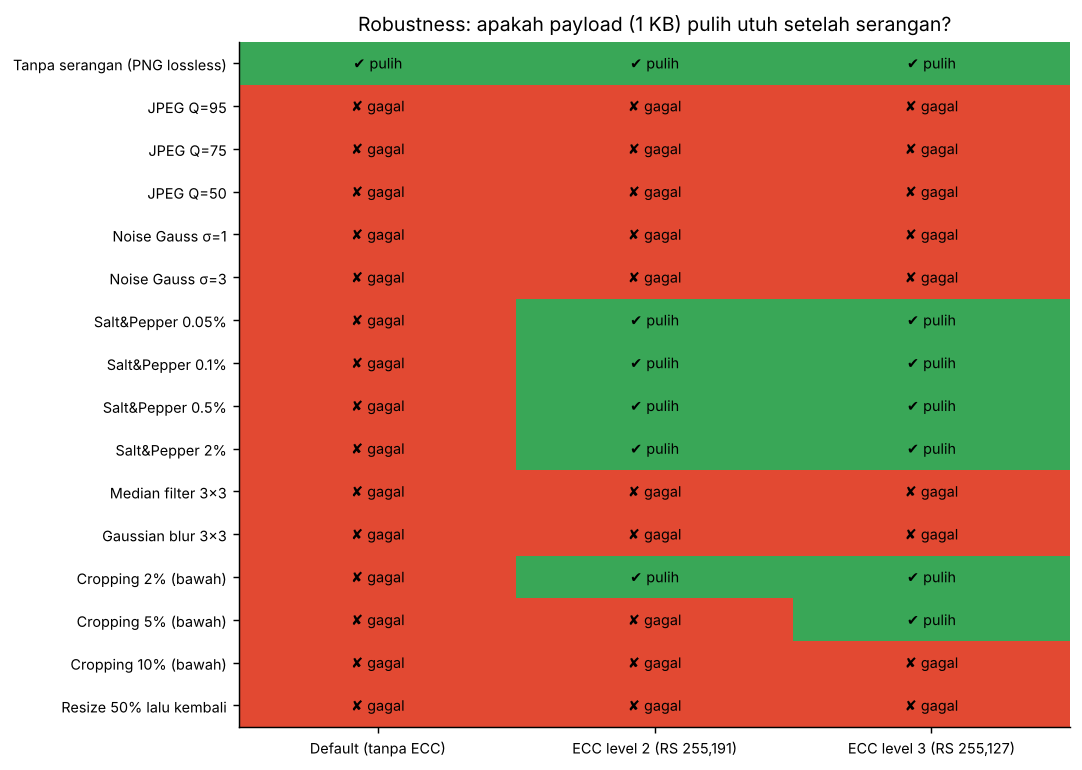 Robustness: apakah payload (1 KB) pulih utuh setelah serangan?
Tanpa serangan (PNG lossless) ✔ pulih ✔ pulih ✔ pulih
JPEG Q=95 ✘ gagal ✘ gagal ✘ gagal
JPEG Q=75 ✘ gagal ✘ gagal ✘ gagal
JPEG Q=50 ✘ gagal ✘ gagal ✘ gagal
Noise Gauss σ=1 ✘ gagal ✘ gagal ✘ gagal
Noise Gauss σ=3 ✘ gagal ✘ gagal ✘ gagal
Salt&Pepper 0.05% ✘ gagal ✔ pulih ✔ pulih
Salt&Pepper 0.1% ✘ gagal ✔ pulih ✔ pulih
Salt&Pepper 0.5% ✘ gagal ✔ pulih ✔ pulih
Salt&Pepper 2% ✘ gagal ✔ pulih ✔ pulih
Median filter 3×3 ✘ gagal ✘ gagal ✘ gagal
Gaussian blur 3×3 ✘ gagal ✘ gagal ✘ gagal
Cropping 2% (bawah) ✘ gagal ✔ pulih ✔ pulih
Cropping 5% (bawah) ✘ gagal ✘ gagal ✔ pulih
Cropping 10% (bawah) ✘ gagal ✘ gagal ✘ gagal
Resize 50% lalu kembali ✘ gagal ✘ gagal ✘ gagal
Default (tanpa ECC) ECC level 2 (RS 255,191) ECC level 3 (RS 255,127)